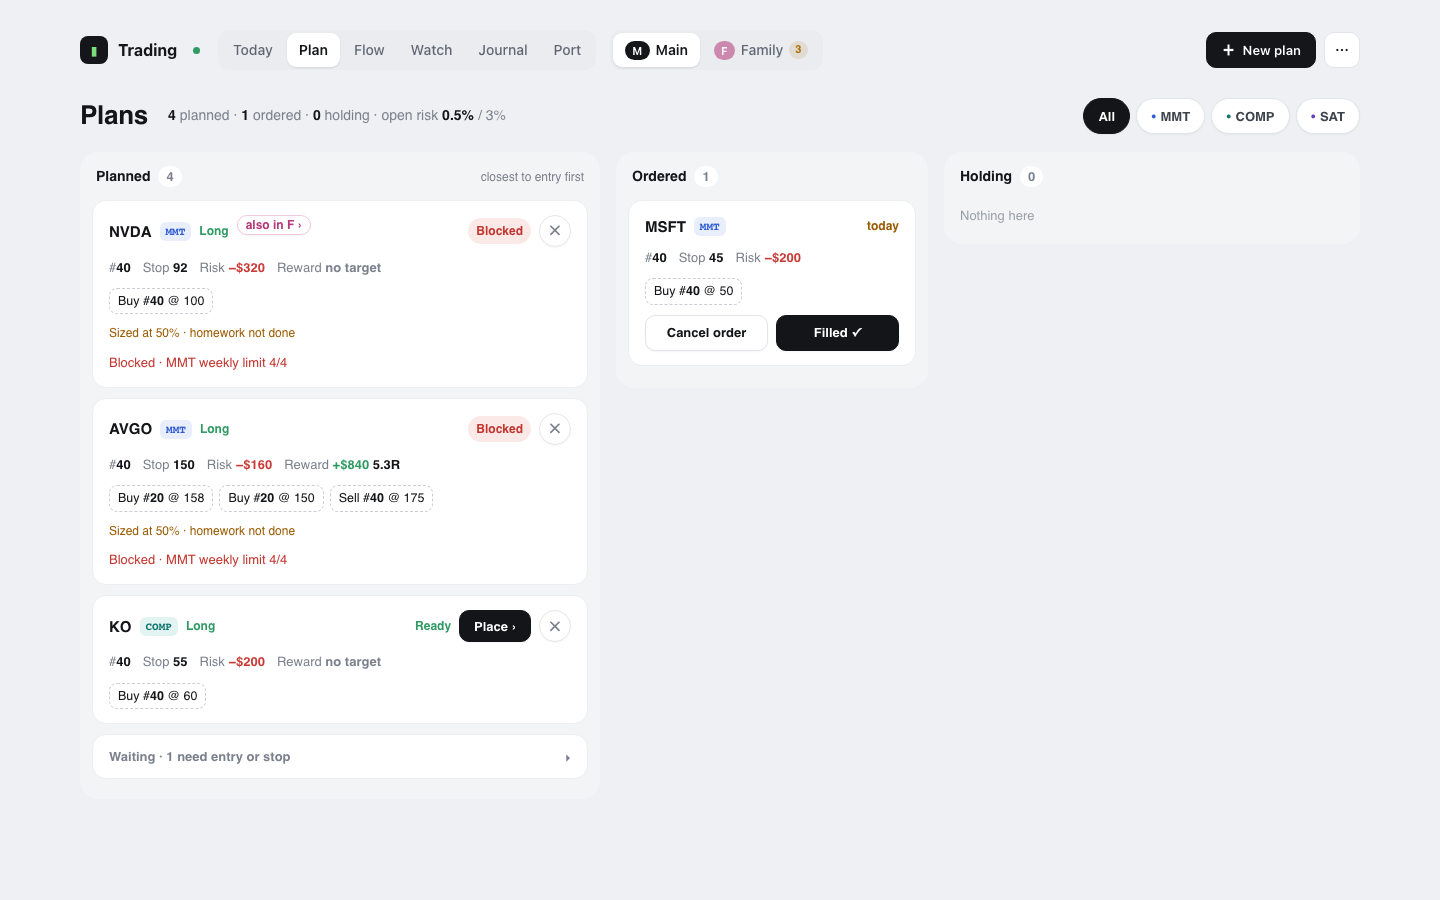 Trading Today Plan Flow Watch Journal Port M Main F Family 3 + New plan ...
Plans 4 planned · 1 ordered · 0 holding · open risk 0.5% / 3% All • MMT • COMP • SAT
Planned 4 closest to entry first
NVDA MMT Long also in F › Blocked ✕
#40 Stop 92 Risk –$320 Reward no target
Buy #40 @ 100
Sized at 50% · homework not done
Blocked · MMT weekly limit 4/4
AVGO MMT Long Blocked ✕
#40 Stop 150 Risk –$160 Reward +$840 5.3R
Buy #20 @ 158 Buy #20 @ 150 Sell #40 @ 175
Sized at 50% · homework not done
Blocked · MMT weekly limit 4/4
KO COMP Long Ready Place › ✕
#40 Stop 55 Risk –$200 Reward no target
Buy #40 @ 60
Waiting · 1 need entry or stop ›
Ordered 1
MSFT MMT today
#40 Stop 45 Risk –$200
Buy #40 @ 50
Cancel order Filled ✓
Holding 0
Nothing here